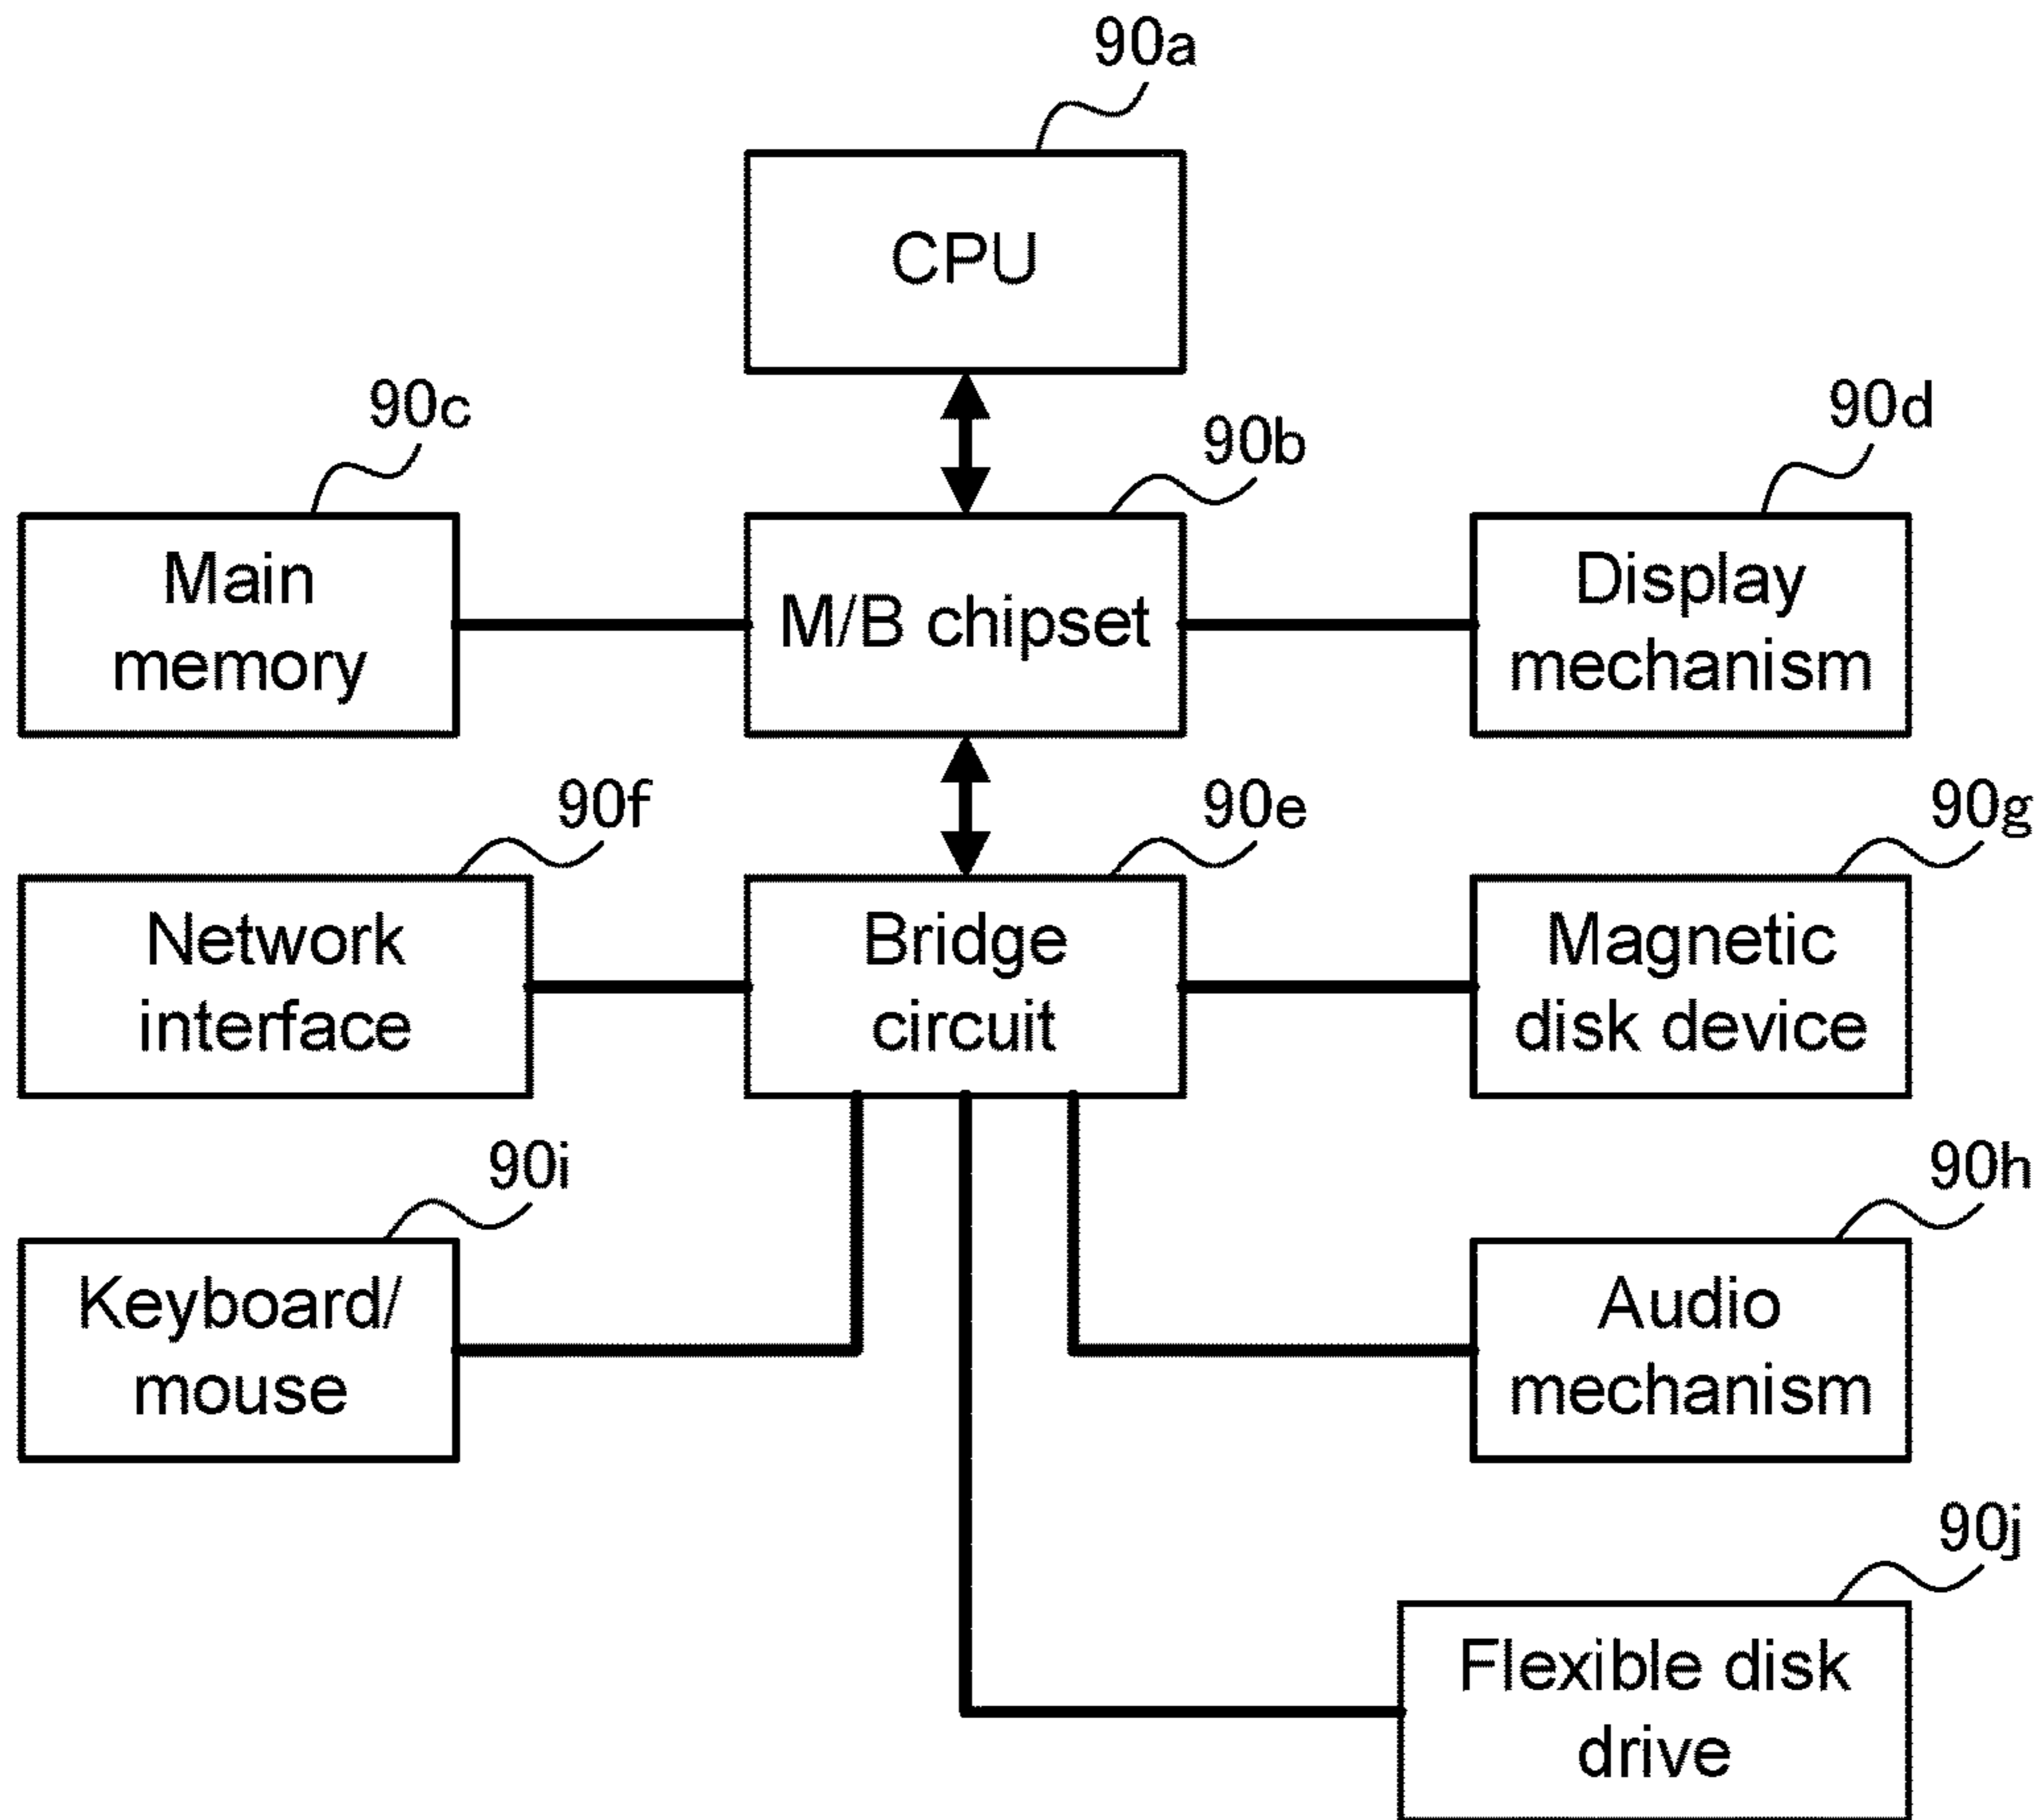 90a
CPU
90c
90b
90d
Main
memory
M/B chipset
Display
mechanism
90f
90e
90g
Network
interface
Bridge
circuit
Magnetic
disk device
90i
90h
Keyboard/
mouse
Audio
mechanism
90j
Flexible disk
drive